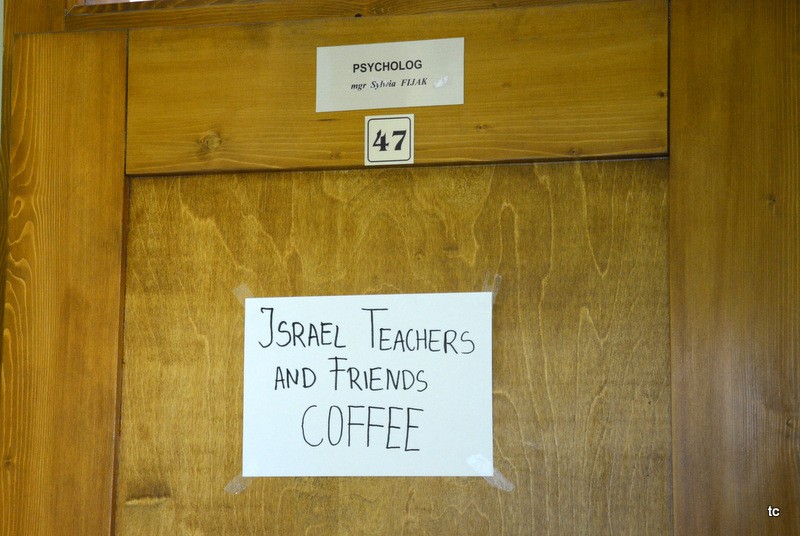 PSYCHOLOG
mgr Sylwia FIJAK
47
ISRAEL TEACHERS
AND FRIENDS
COFFEE
tc